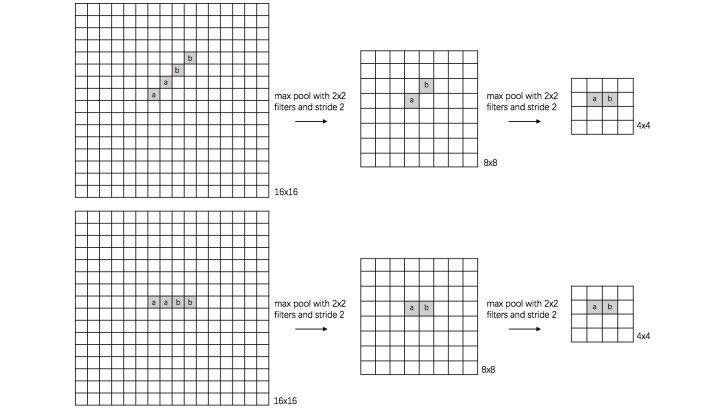 b
b
a
a
max pool with 2x2
filters and stride 2
16x16
b
a
max pool with 2x2
filters and stride 2
8x8
a b
4x4
a a b b
max pool with 2x2
filters and stride 2
16x16
a b
max pool with 2x2
filters and stride 2
8x8
a b
4x4